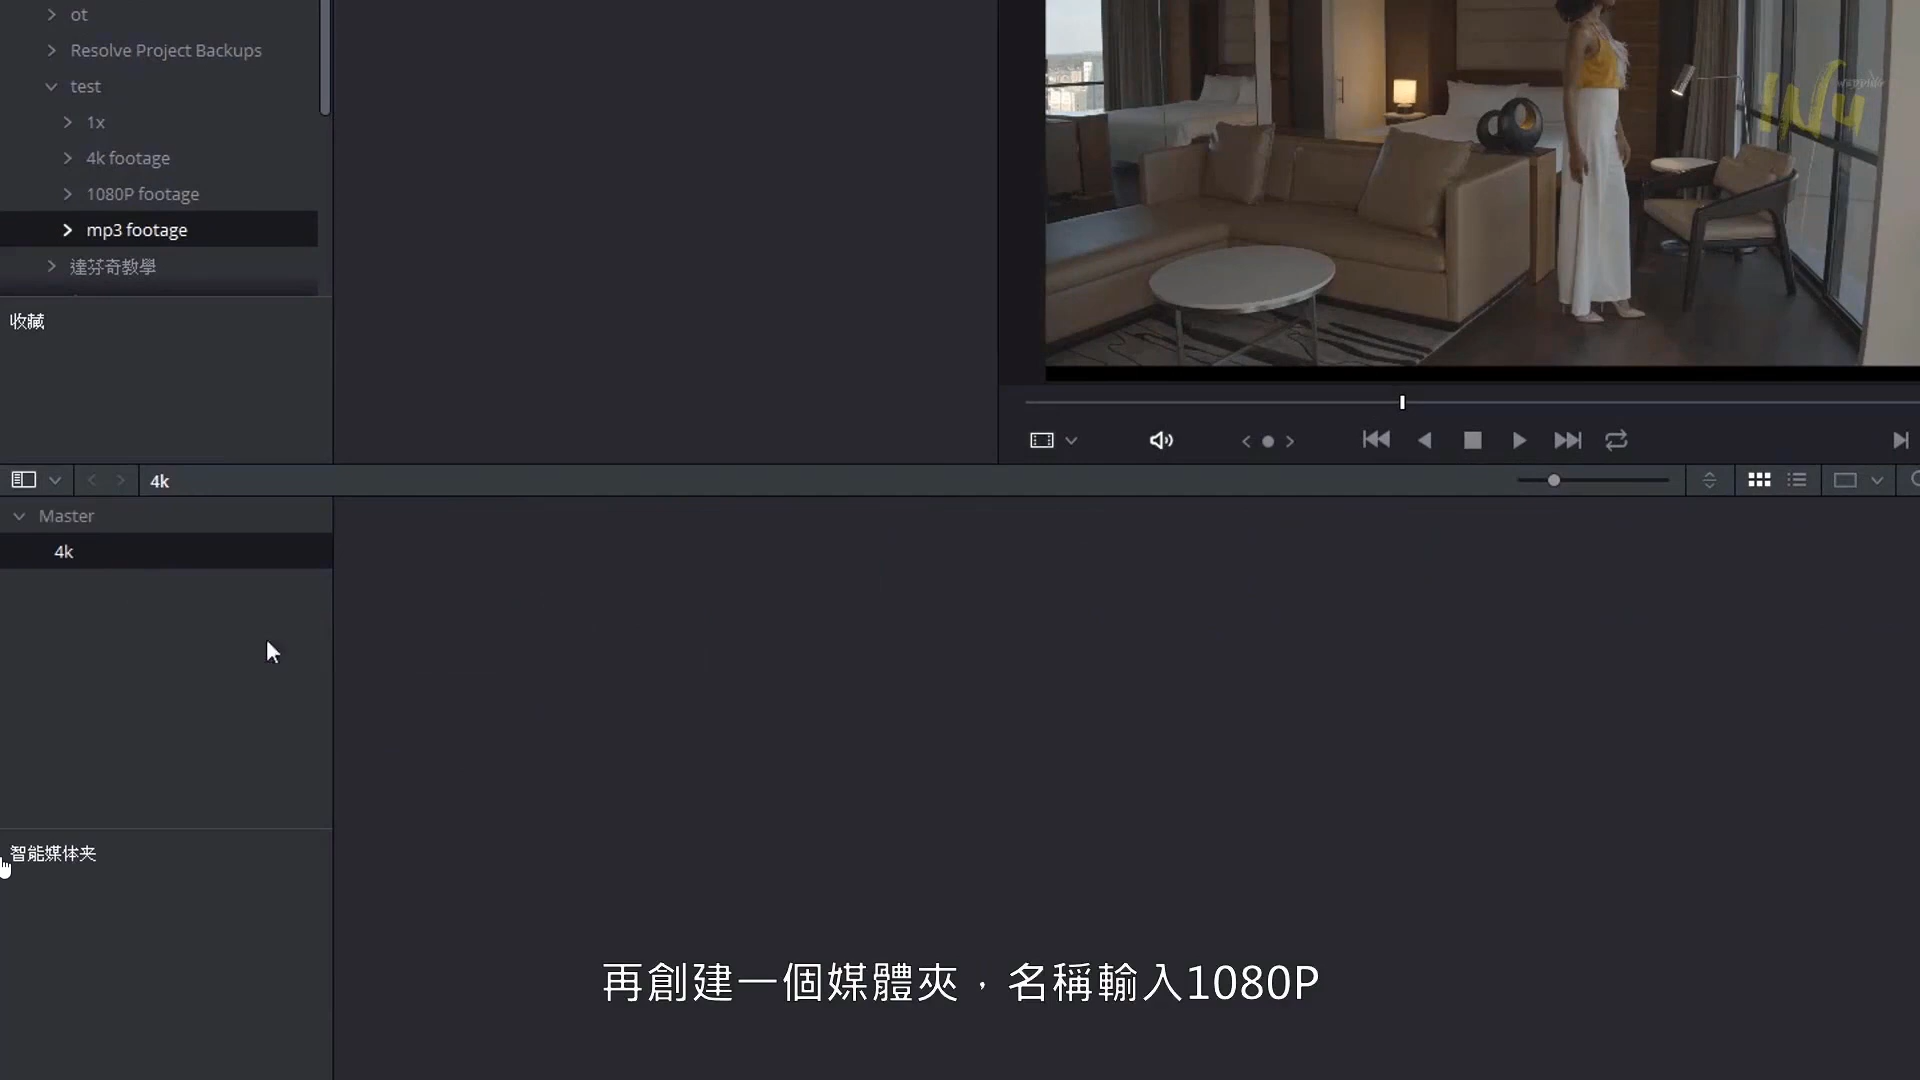 ot
Resolve Project Backups
test
1x
4k footage
1080P footage
mp3 footage
達芬奇教學
收藏
4k
Master
4k
智能媒体夹
再創建一個媒體夾，名稱輸入1080P